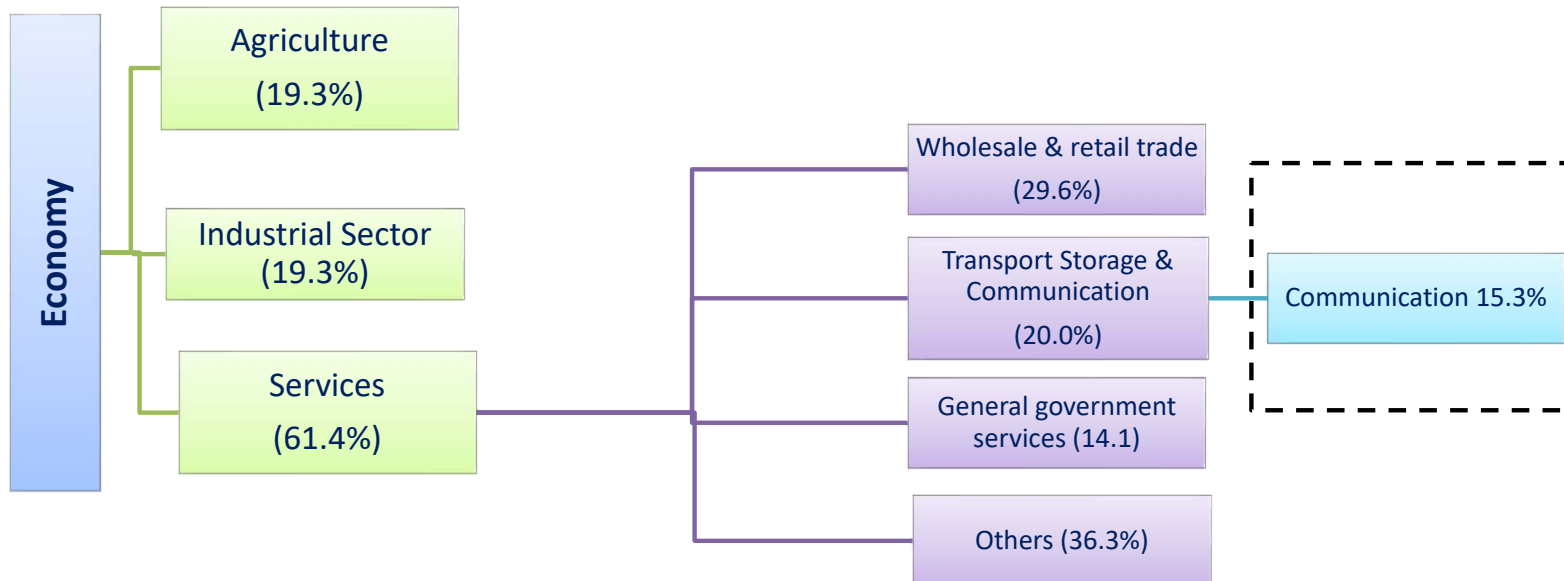 Economy
Agriculture
(19.3%)
Industrial Sector
(19.3%)
Services
(61.4%)
Wholesale & retail trade
(29.6%)
Transport Storage &
Communication
(20.0%)
General government
services (14.1)
Others (36.3%)
Communication 15.3%